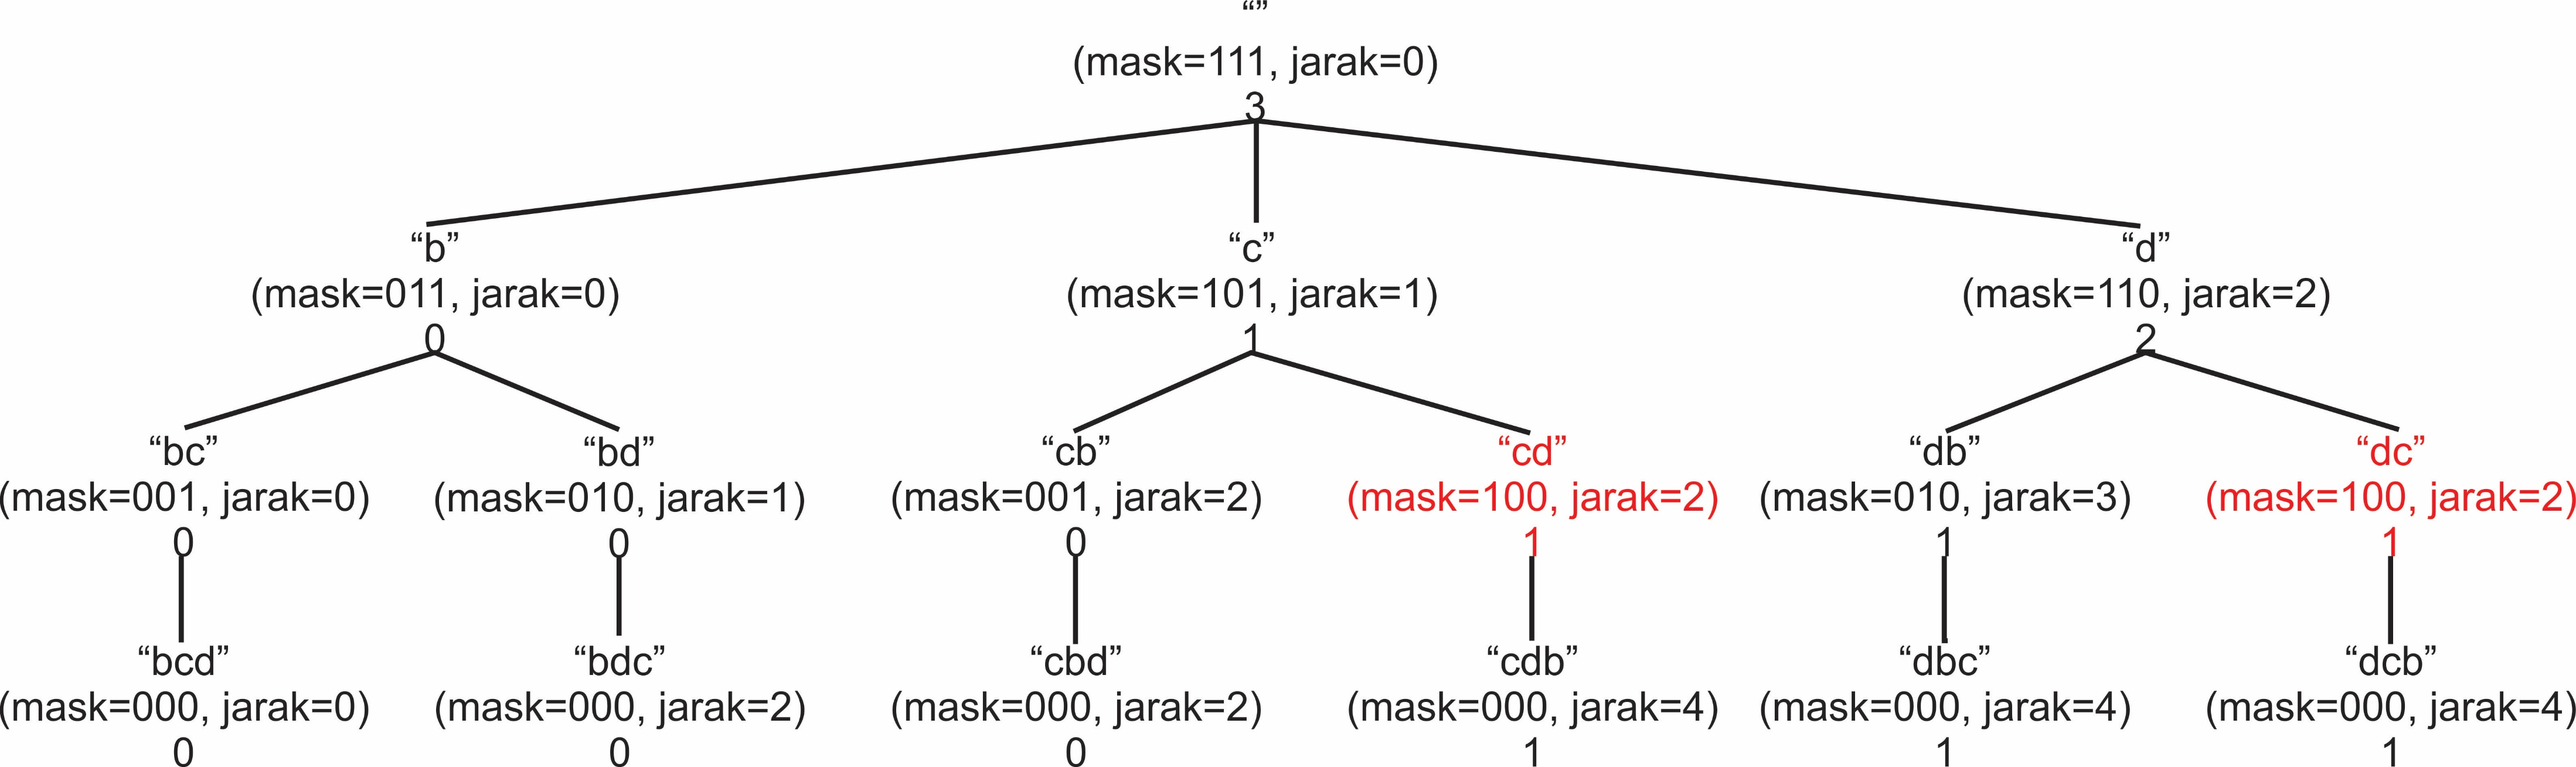 “”
(mask=111, jarak=0)
3
“b”
(mask=011, jarak=0)
0
“c”
(mask=101, jarak=1)
1
“d”
(mask=110, jarak=2)
2
“bc”
(mask=001, jarak=0)
0
“bd”
(mask=010, jarak=1)
0
“cb”
(mask=001, jarak=2)
0
“cd”
(mask=100, jarak=2)
1
“db”
(mask=010, jarak=3)
1
“dc”
(mask=100, jarak=2)
1
“bcd”
(mask=000, jarak=0)
0
“bdc”
(mask=000, jarak=2)
0
“cbd”
(mask=000, jarak=2)
0
“cdb”
(mask=000, jarak=4)
1
“dbc”
(mask=000, jarak=4)
1
“dcb”
(mask=000, jarak=4)
1